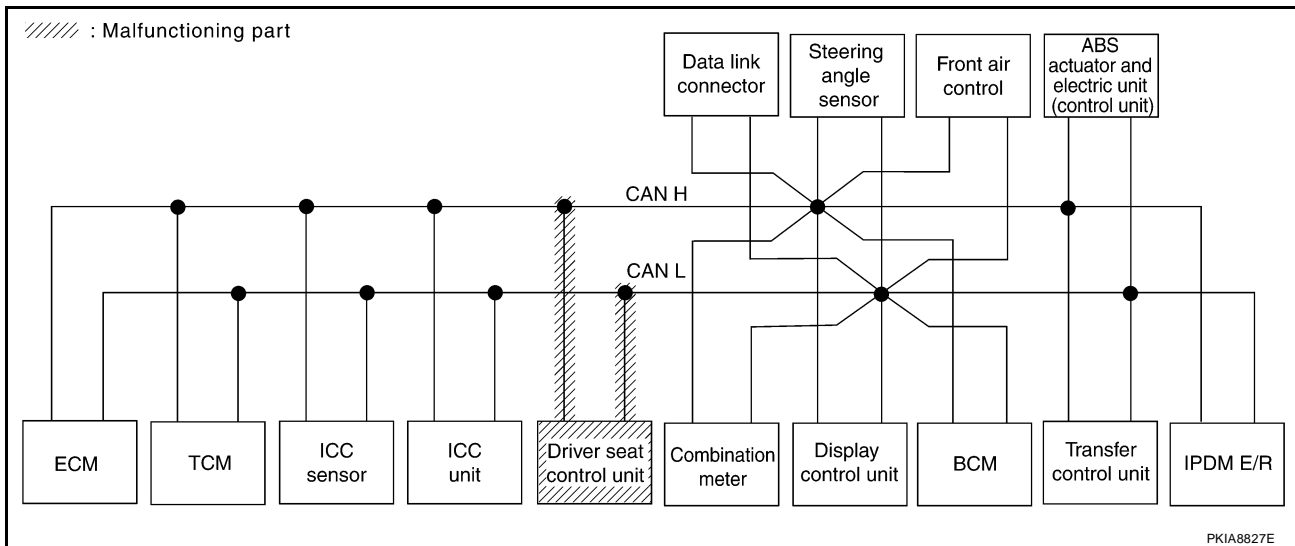 : Malfunctioning part
Data link
connector
Steering
angle
sensor
Front air
control
ABS
actuator and
electric unit
(control unit)
CAN H
CAN L
ECM
TCM
ICC
sensor
ICC
unit
Driver seat
control unit
Combination
meter
Display
control unit
BCM
Transfer
control unit
IPDM E/R
PKIA8827E